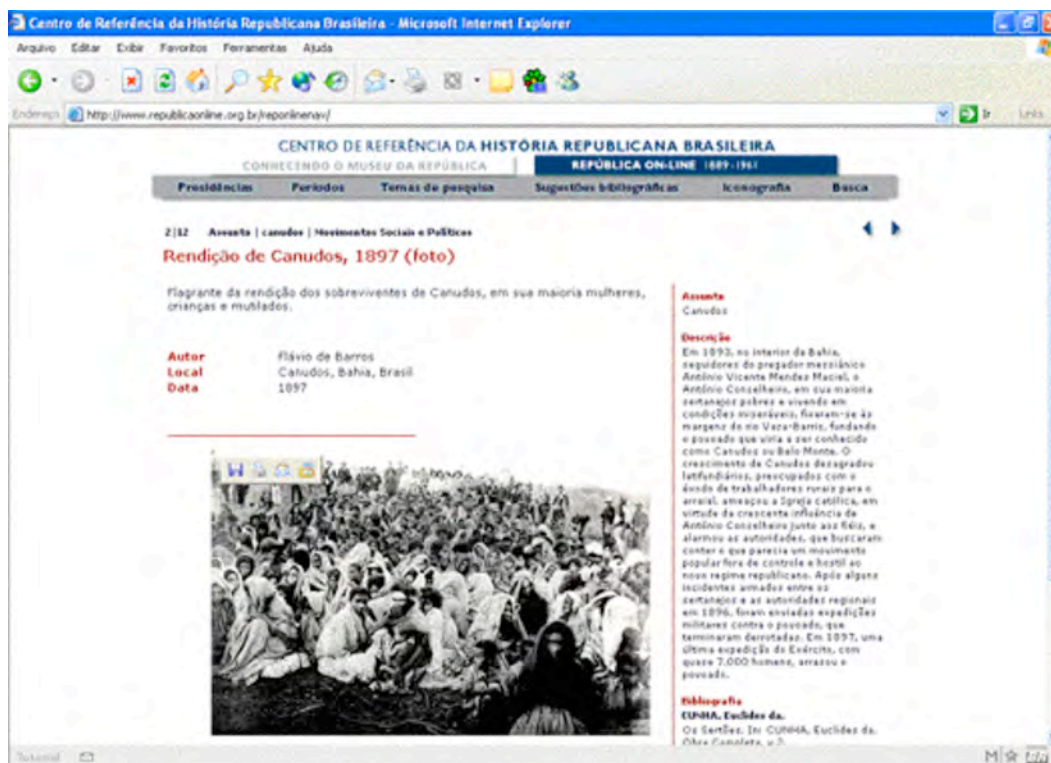 Centro de Referência da História Republicana Brasileira - Microsoft Internet Explorer
Arquivo Editar Exibir Favoritos Ferramentas Ajuda
Endereço http://www.republicaonline.org.br/reponlinenav/ Ir Links
CENTRO DE REFERÊNCIA DA HISTÓRIA REPUBLICANA BRASILEIRA
CONHECENDO O MUSEU DA REPÚBLICA REPÚBLICA ON-LINE 1889-1961
Presidências Períodos Temas de pesquisa Sugestões bibliográficas Iconografia Busca
2|12 Assunto | canudos | Movimentos Sociais e Políticos
Rendição de Canudos, 1897 (foto)
Flagrante da rendição dos sobreviventes de Canudos, em sua maioria mulheres,
crianças e mutilados.
Autor Flávio de Barros
Local Canudos, Bahia, Brasil
Data 1897
Assunto
Canudos
Descrição
Em 1893, no interior da Bahia,
seguidores do pregador messiânico
Antônio Vicente Mendes Maciel, o
Antônio Conselheiro, em sua maioria
sertanejos pobres e vivendo em
condições miseráveis, fixaram-se às
margens do rio Vaza-Barris, fundando
o povoado que viria a ser conhecido
como Canudos ou Belo Monte. O
crescimento de Canudos desagradou
latifundiários, preocupados com o
êxodo de trabalhadores rurais para o
arraial, ameaçou a Igreja católica, em
virtude da crescente influência de
Antônio Conselheiro junto aos fiéis, e
alarmou as autoridades, que buscaram
conter o que parecia um movimento
popular fora de controle e hostil ao
novo regime republicano. Após alguns
incidentes armados entre os
sertanejos e as autoridades regionais
em 1896, foram enviadas expedições
militares contra o povoado, que
terminaram derrotadas. Em 1897, uma
última expedição do Exército, com
quase 7.000 homens, arrasou o
povoado.
Bibliografia
CUNHA, Euclides da.
Os Sertões. In: CUNHA, Euclides da.
Obra Completa, v.2.
Tutorial